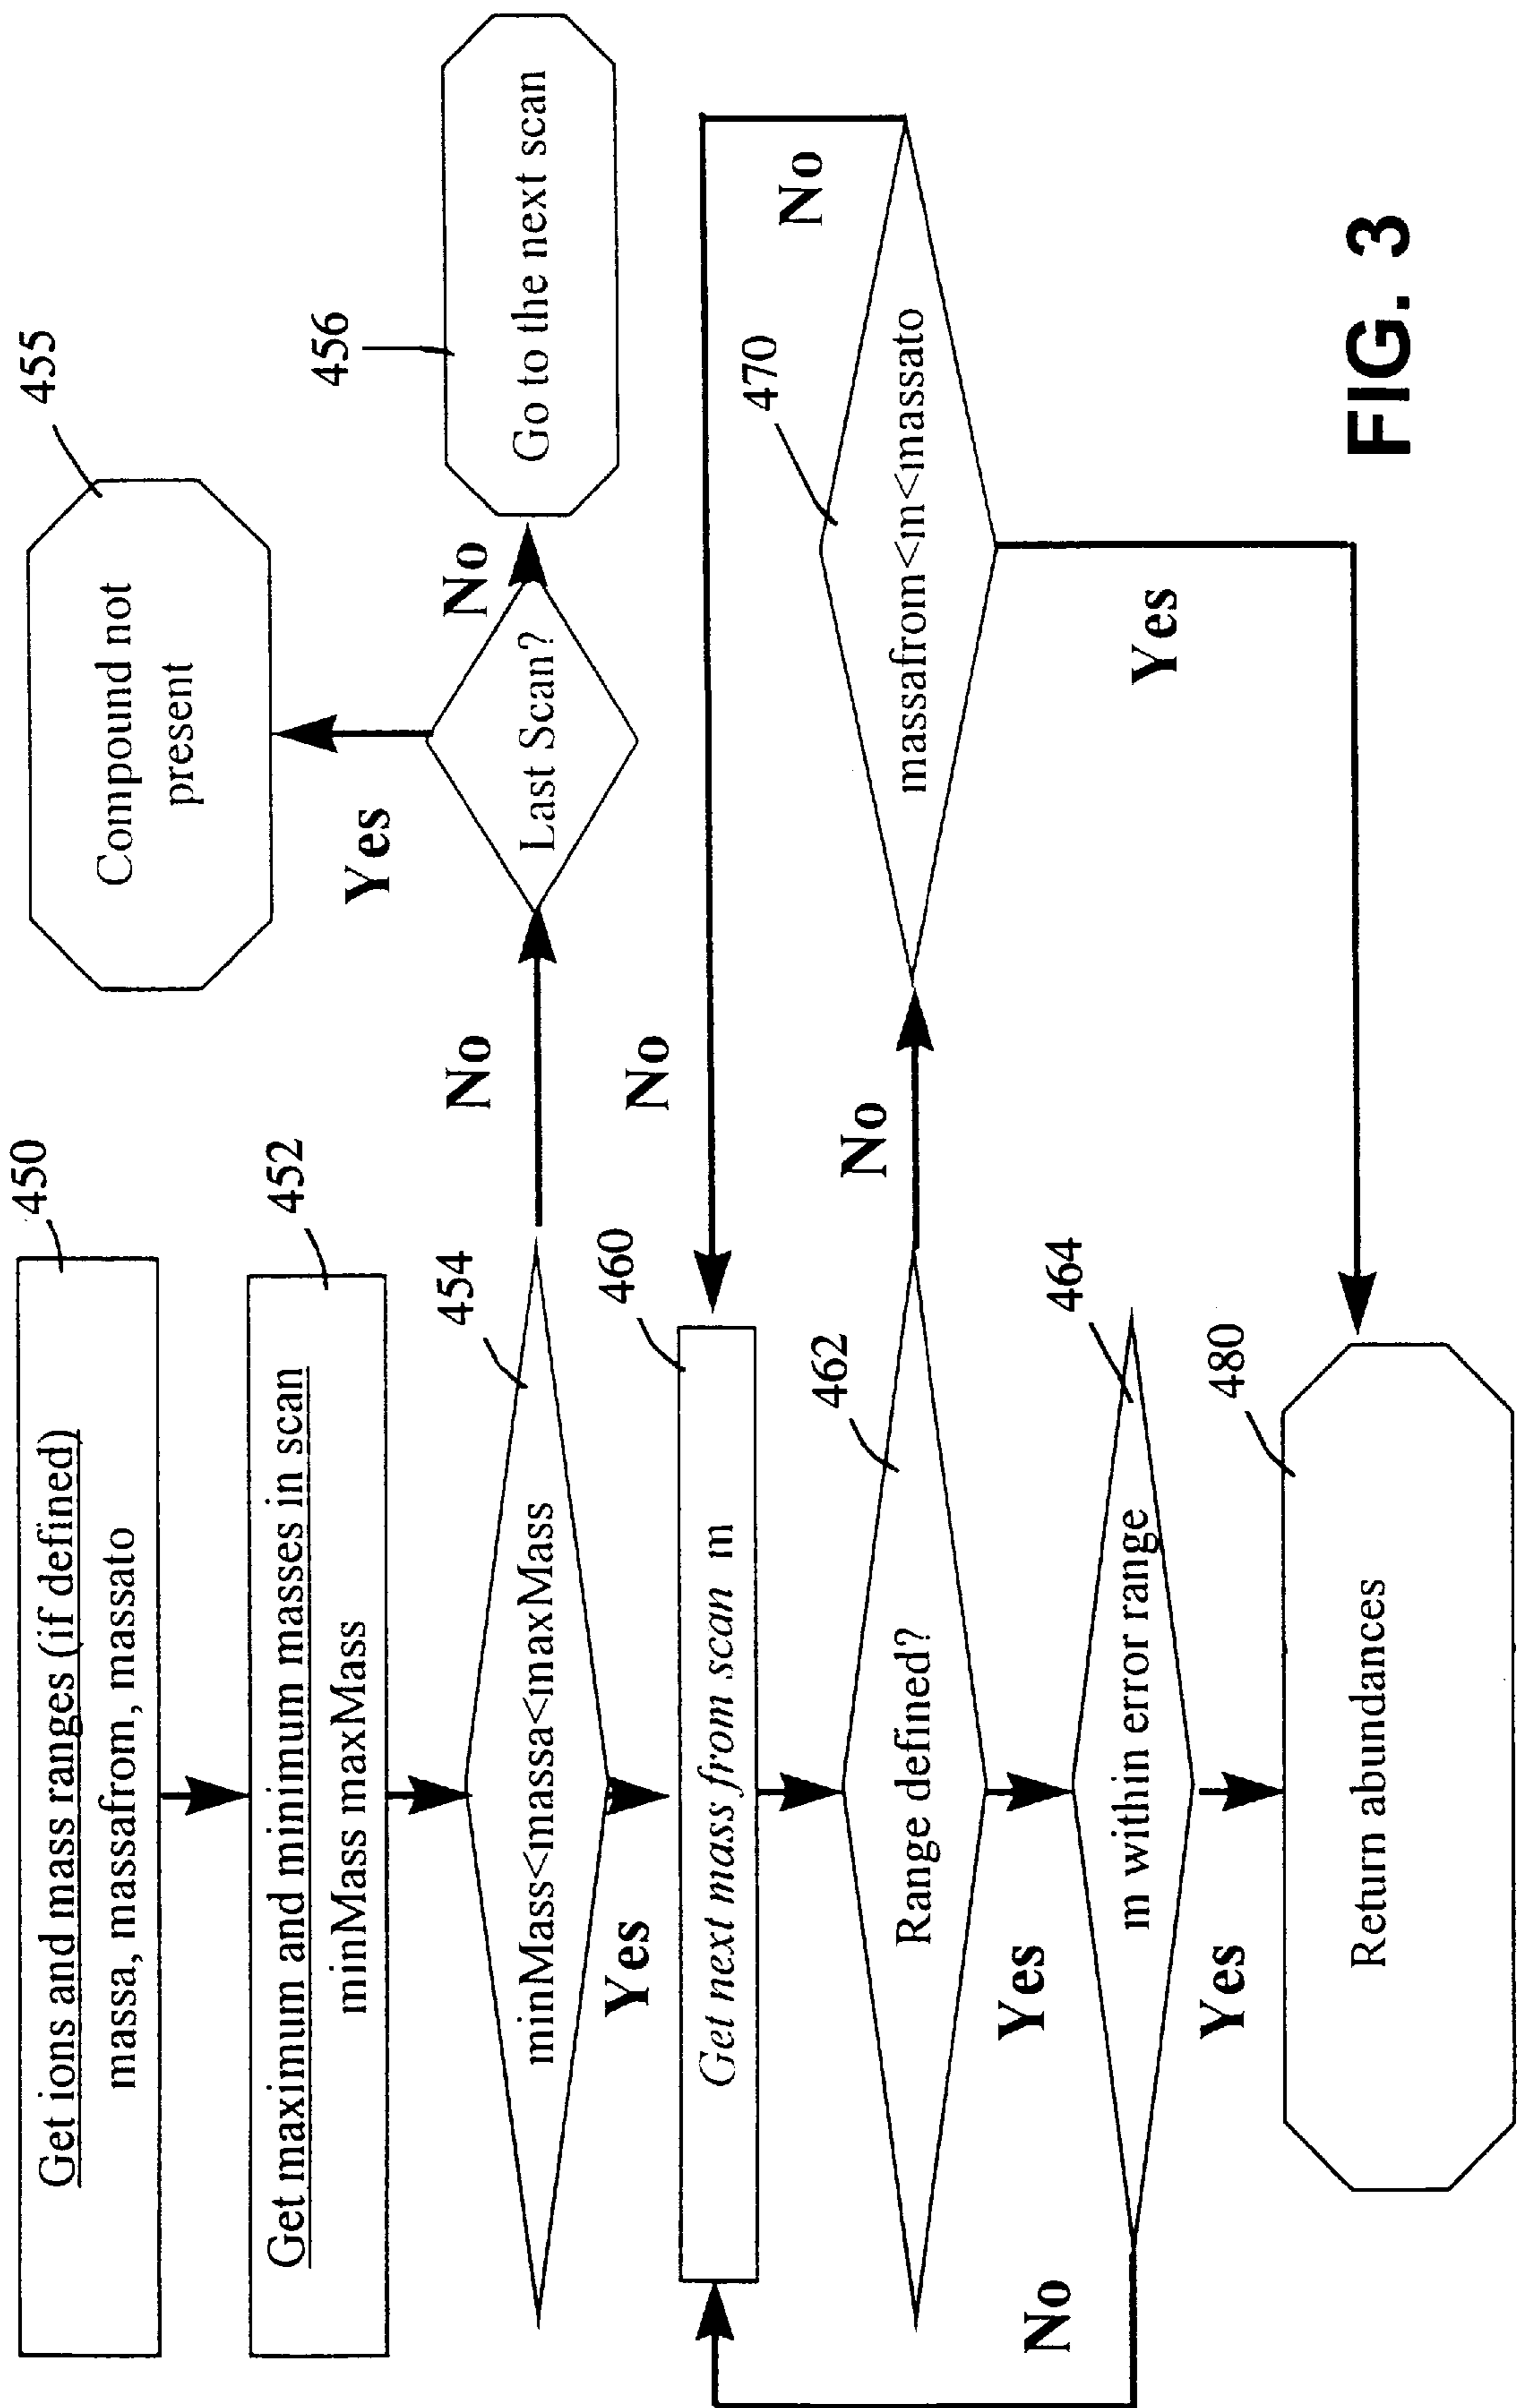 450
Get ions and mass ranges (if defined)
massa, massafrom, massato
452
Get maximum and minimum masses in scan
minMass maxMass
454
minMass<massa<maxMass
No
Last Scan?
Yes
455
Compound not
present
No
456
Go to the next scan
Yes
460
Get next mass from scan m
No
No
462
Range defined?
No
470
massafrom<m<massato
Yes
Yes
464
m within error range
No
Yes
480
Return abundances
FIG. 3